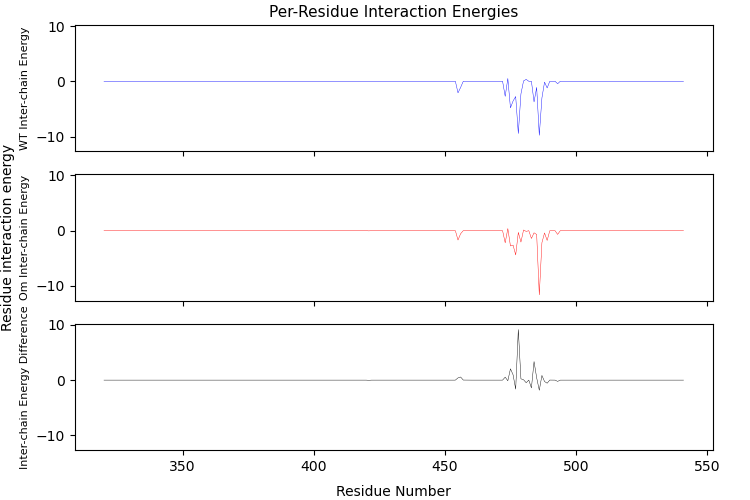 Per-Residue Interaction Energies
Residue interaction energy
WT Inter-chain Energy
10
0
−10
Om Inter-chain Energy
10
0
−10
Inter-chain Energy Difference
10
0
−10
350 400 450 500 550
Residue Number